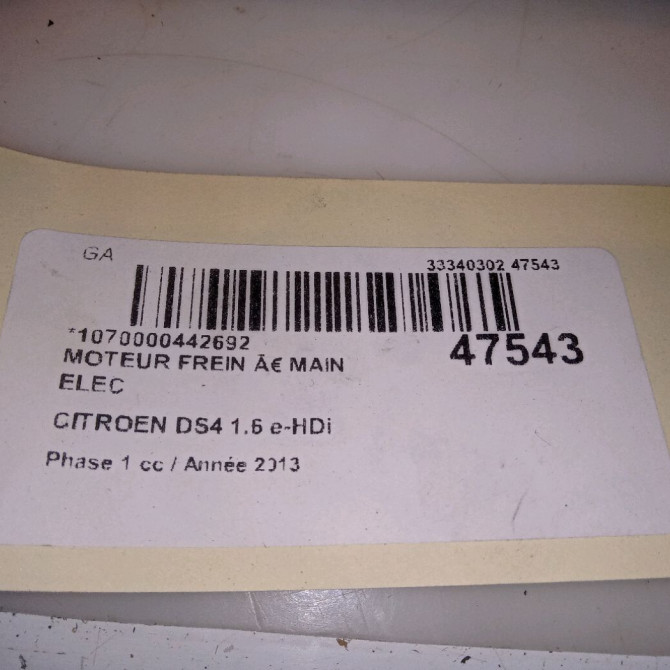 GA
33340302 47543
*1070000442692
47543
MOTEUR FREIN Ã€ MAIN
ELEC
CITROEN DS4 1.6 e-HDi
Phase 1 cc / Année 2013